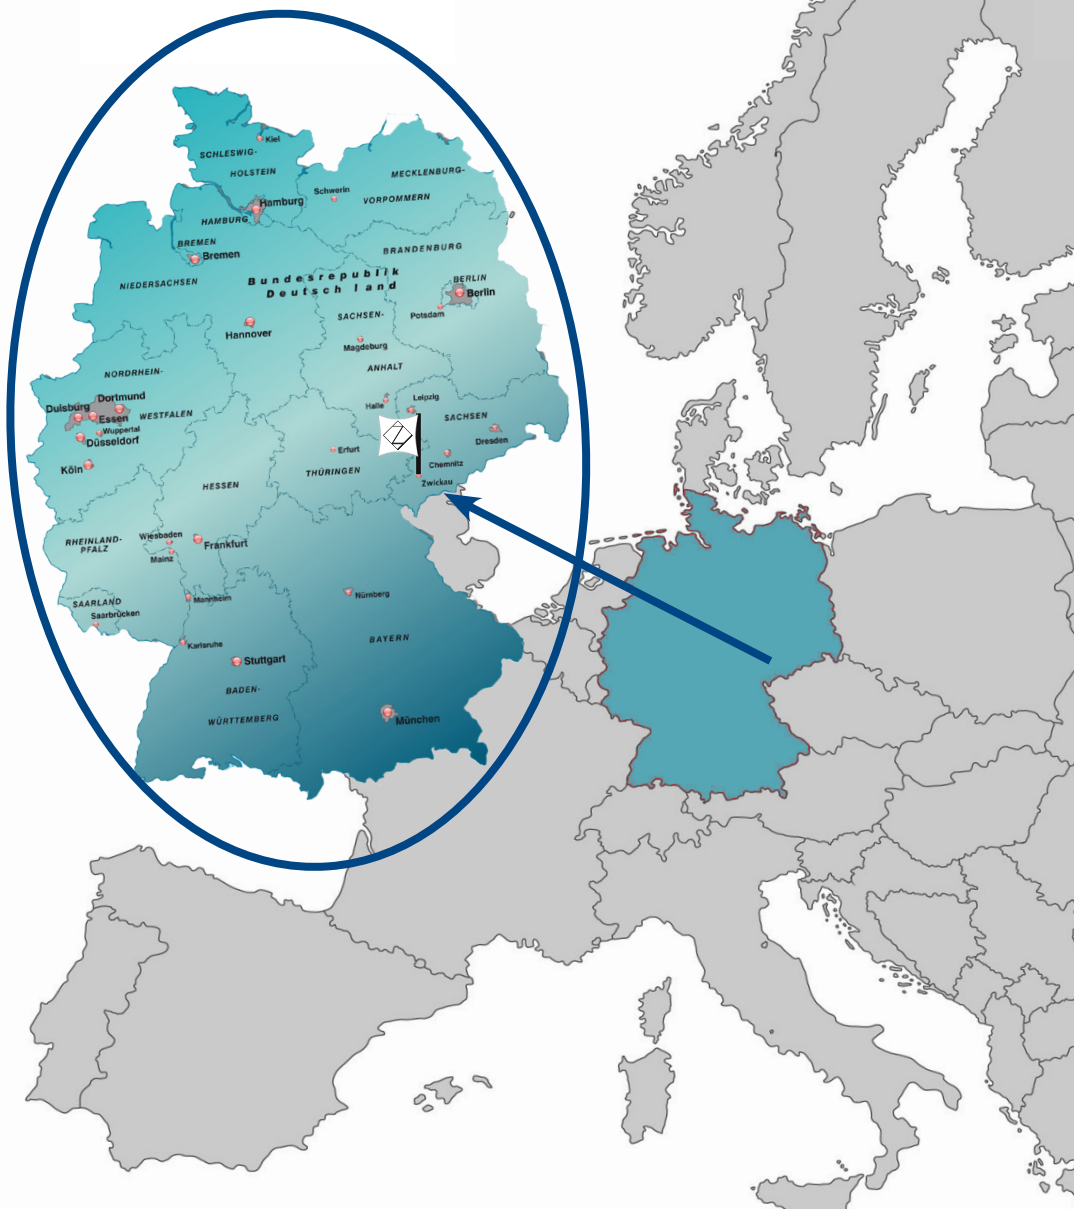 Kiel
SCHLESWIG-
HOLSTEIN
MECKLENBURG-
VORPOMMERN
Schwerin
Hamburg
HAMBURG
BREMEN
Bremen
BRANDENBURG
NIEDERSACHSEN
Bundesrepublik
Deutschland
BERLIN
Berlin
Potsdam
SACHSEN-
Hannover
Magdeburg
ANHALT
NORDRHEIN-
Dortmund
Duisburg
Essen
WESTFALEN
Wuppertal
Düsseldorf
Köln
Halle
Leipzig
SACHSEN
Dresden
Erfurt
Chemnitz
THÜRINGEN
Zwickau
HESSEN
RHEINLAND-
PFALZ
Wiesbaden
Frankfurt
Mainz
SAARLAND
Saarbrücken
Mannheim
Nürnberg
Karlsruhe
BAYERN
Stuttgart
BADEN-
WÜRTTEMBERG
München